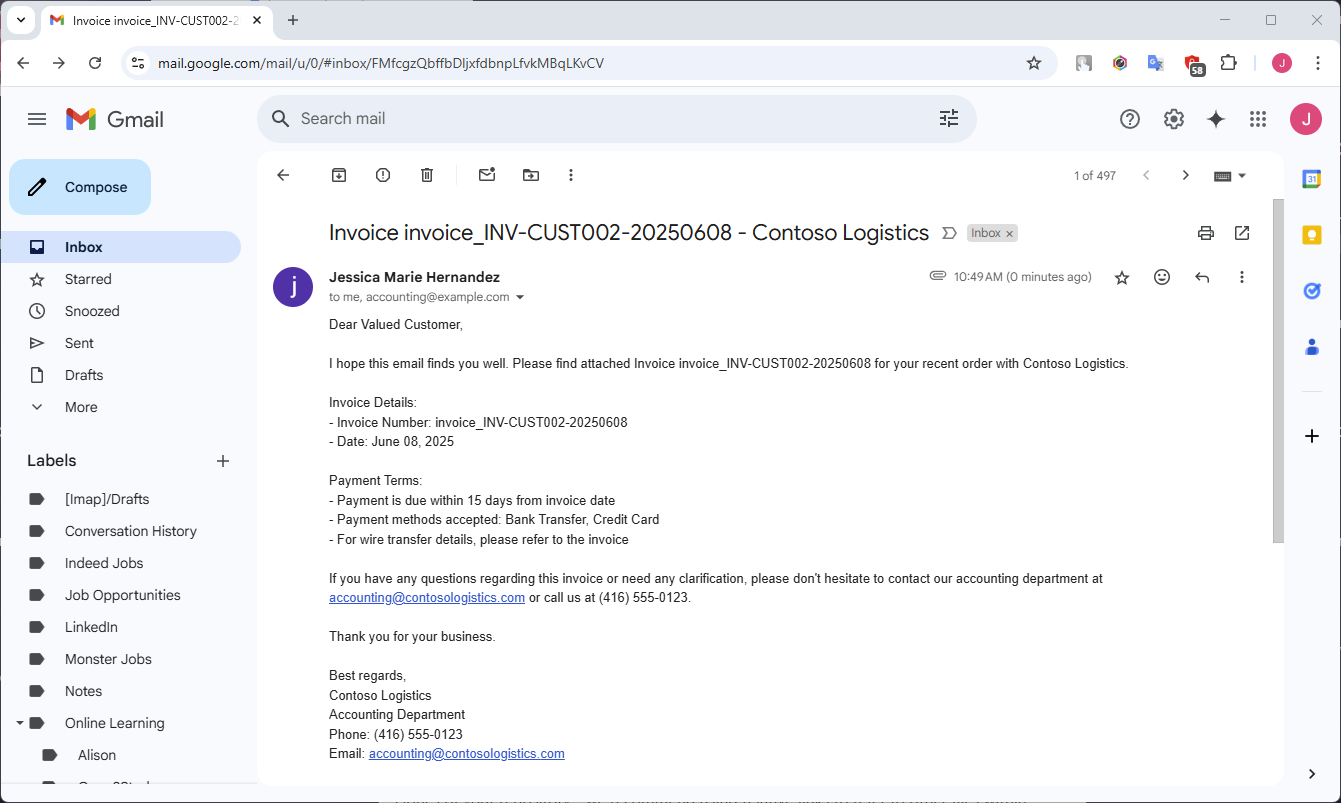 Invoice invoice_INV-CUST002-2
mail.google.com/mail/u/0/#inbox/FMfcgzQbffbDljxfdbnpLfvkMBqLKvCV
58
J
Gmail
Search mail
J
Compose
1 of 497
Inbox
Starred
Snoozed
Sent
Drafts
More
Labels
[Imap]/Drafts
Conversation History
Indeed Jobs
Job Opportunities
LinkedIn
Monster Jobs
Notes
Online Learning
Alison
Invoice invoice_INV-CUST002-20250608 - Contoso Logistics
Inbox x
j
Jessica Marie Hernandez
10:49 AM (0 minutes ago)
to me, accounting@example.com
Dear Valued Customer,
I hope this email finds you well. Please find attached Invoice invoice_INV-CUST002-20250608 for your recent order with Contoso Logistics.
Invoice Details:
- Invoice Number: invoice_INV-CUST002-20250608
- Date: June 08, 2025
Payment Terms:
- Payment is due within 15 days from invoice date
- Payment methods accepted: Bank Transfer, Credit Card
- For wire transfer details, please refer to the invoice
If you have any questions regarding this invoice or need any clarification, please don't hesitate to contact our accounting department at
accounting@contosologistics.com or call us at (416) 555-0123.
Thank you for your business.
Best regards,
Contoso Logistics
Accounting Department
Phone: (416) 555-0123
Email: accounting@contosologistics.com
31